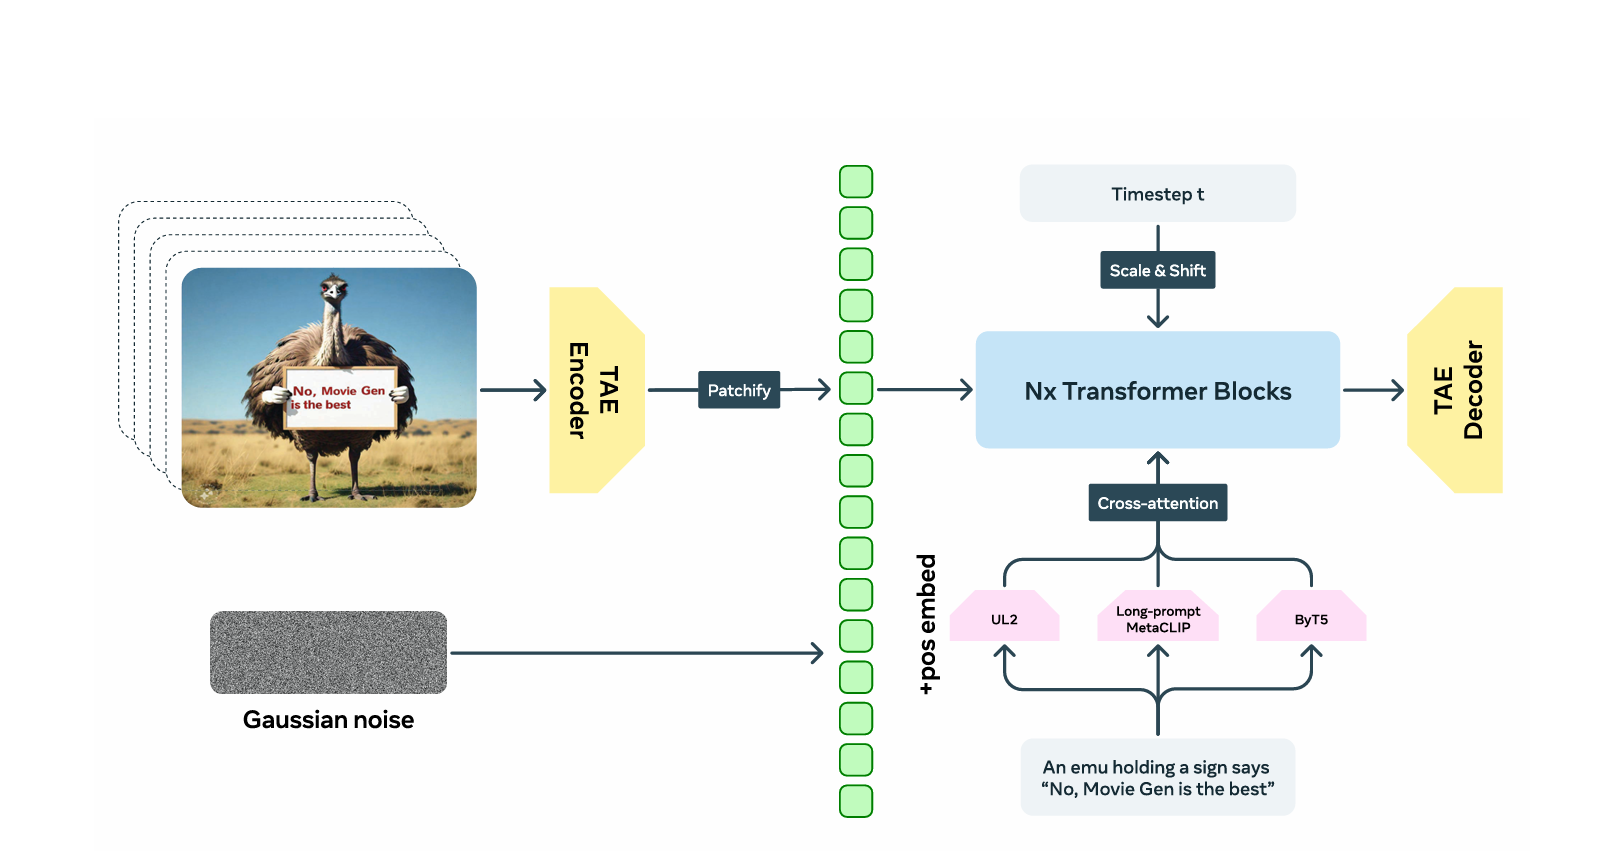 No, Movie Gen
is the best
TAE
Encoder
Patchify
Gaussian noise
+pos embed
Timestep t
Scale & Shift
Nx Transformer Blocks
TAE
Decoder
Cross-attention
UL2
Long-prompt
MetaCLIP
ByT5
An emu holding a sign says
“No, Movie Gen is the best”